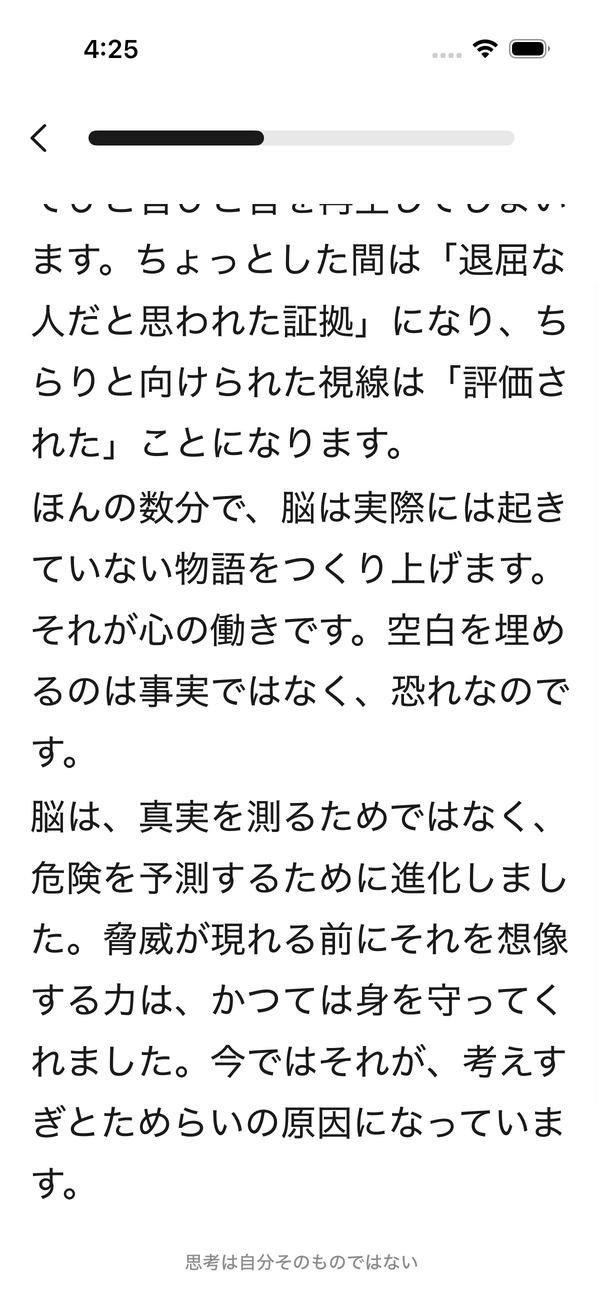 4:25
ます。ちょっとした間は「退屈な
人だと思われた証拠」になり、ち
らりと向けられた視線は「評価さ
れた」ことになります。
ほんの数分で、脳は実際には起き
ていない物語をつくり上げます。
それが心の働きです。空白を埋め
るのは事実ではなく、恐れなので
す。
脳は、真実を測るためではなく、
危険を予測するために進化しまし
た。脅威が現れる前にそれを想像
する力は、かつては身を守ってく
れました。今ではそれが、考えす
ぎとためらいの原因になっていま
す。
思考は自分そのものではない